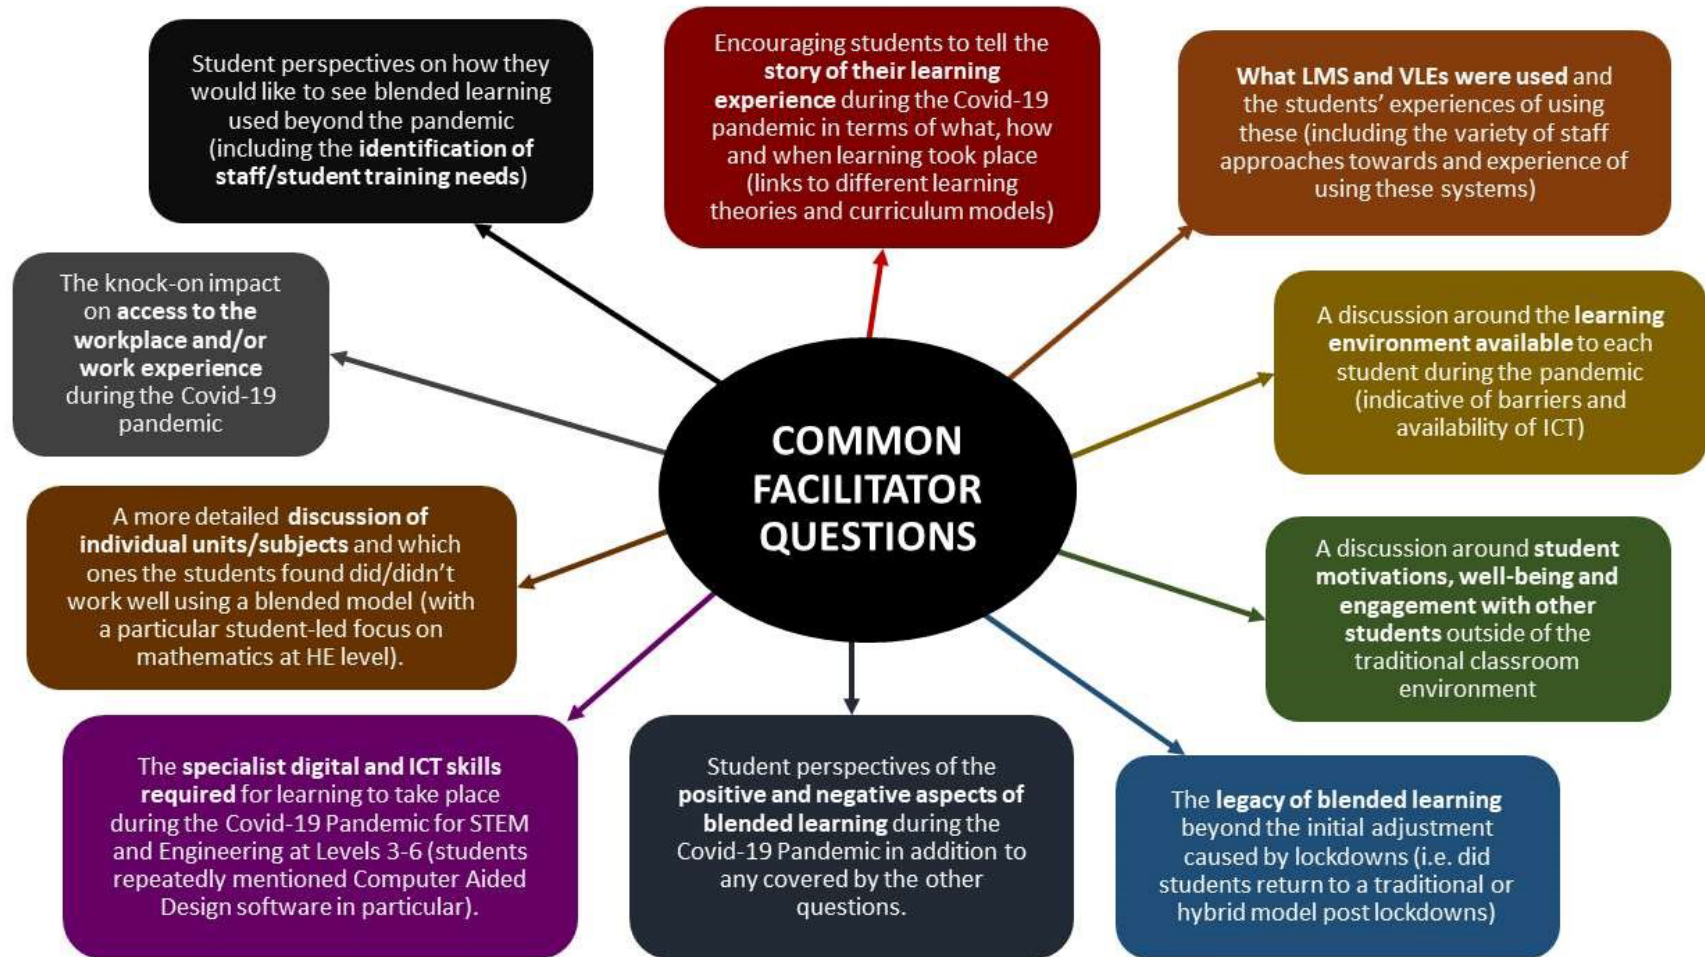 Student perspectives on how they
would like to see blended learning
used beyond the pandemic
(including the identification of
staff/student training needs)
Encouraging students to tell the
story of their learning
experience during the Covid-19
pandemic in terms of what, how
and when learning took place
(links to different learning
theories and curriculum models)
What LMS and VLEs were used and
the students’ experiences of using
these (including the variety of staff
approaches towards and experience of
using these systems)
The knock-on impact
on access to the
workplace and/or
work experience
during the Covid-19
pandemic
A discussion around the learning
environment available to each
student during the pandemic
(indicative of barriers and
availability of ICT)
COMMON
FACILITATOR
QUESTIONS
A more detailed discussion of
individual units/subjects and which
ones the students found did/didn’t
work well using a blended model (with
a particular student-led focus on
mathematics at HE level).
A discussion around student
motivations, well-being and
engagement with other
students outside of the
traditional classroom
environment
The specialist digital and ICT skills
required for learning to take place
during the Covid-19 Pandemic for STEM
and Engineering at Levels 3-6 (students
repeatedly mentioned Computer Aided
Design software in particular).
Student perspectives of the
positive and negative aspects of
blended learning during the
Covid-19 Pandemic in addition to
any covered by the other
questions.
The legacy of blended learning
beyond the initial adjustment
caused by lockdowns (i.e. did
students return to a traditional or
hybrid model post lockdowns)